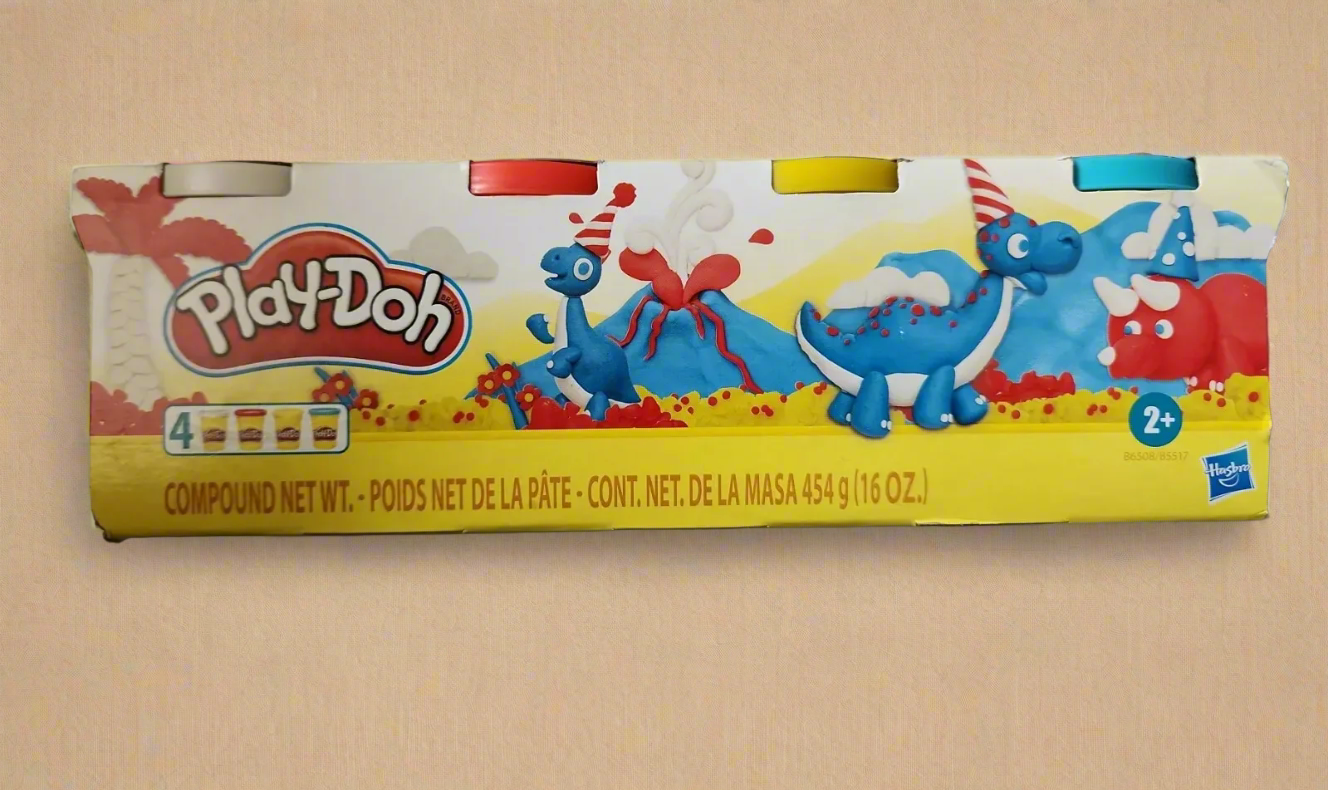 Play-Doh
BRAND
4
2+
B6508/B5517
Hasbro
COMPOUND NET WT. - POIDS NET DE LA PÂTE - CONT. NET. DE LA MASA 454 g (16 OZ.)